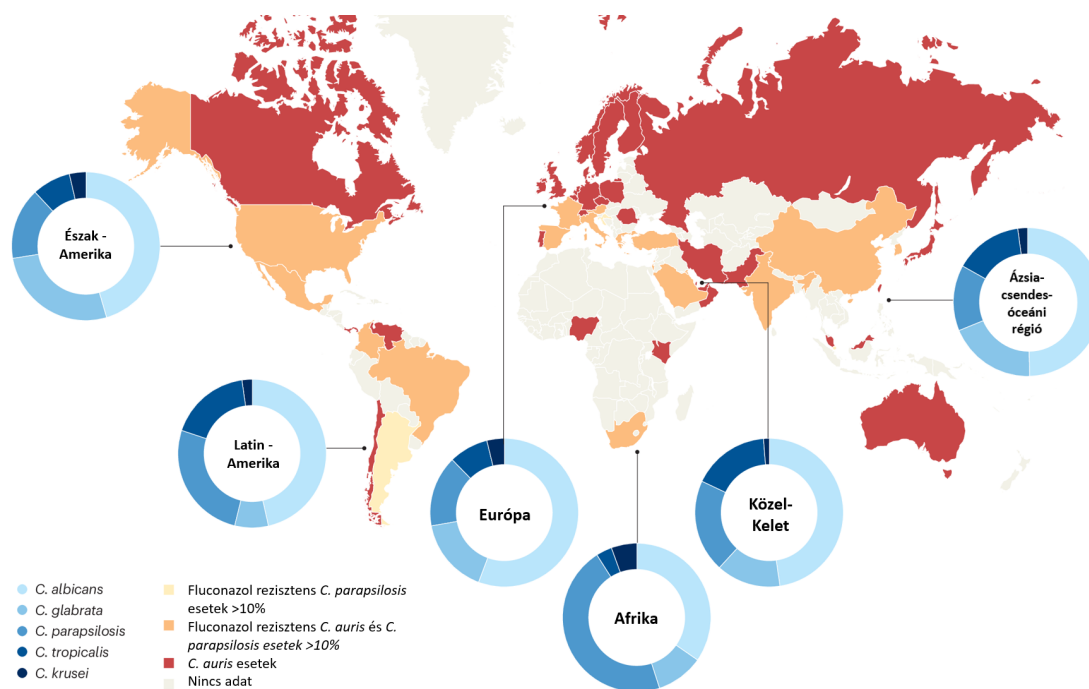 Észak -
Amerika
Ázsia-
csendes-
óceáni
régió
Latin -
Amerika
Európa
Közel-
Kelet
Afrika
C. albicans
C. glabrata
C. parapsilosis
C. tropicalis
C. krusei
Fluconazol rezisztens C. parapsilosis
esetek >10%
Fluconazol rezisztens C. auris és C.
parapsilosis esetek >10%
C. auris esetek
Nincs adat